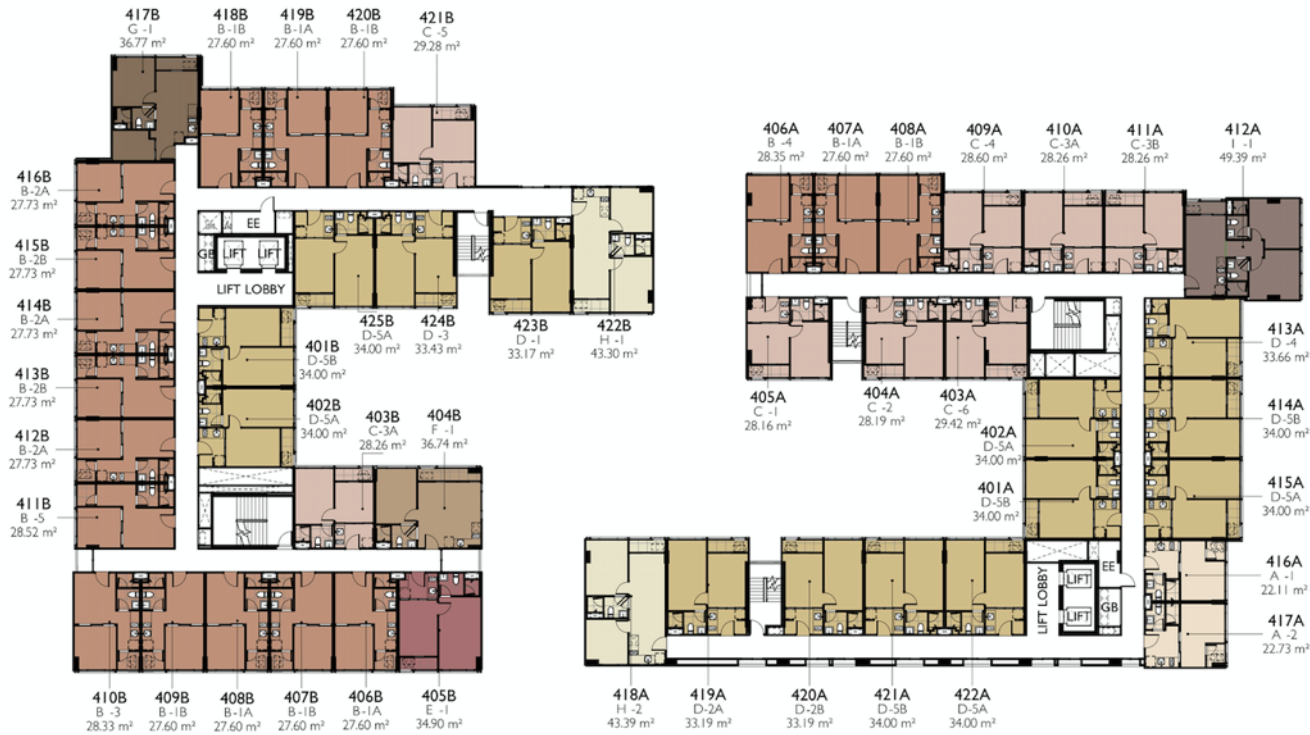 417B
G -1
36.77 m²
418B
B-1B
27.60 m²
419B
B-1A
27.60 m²
420B
B-1B
27.60 m²
421B
C -5
29.28 m²
416B
B-2A
27.73 m²
415B
B-2B
27.73 m²
414B
B-2A
27.73 m²
413B
B-2B
27.73 m²
412B
B-2A
27.73 m²
411B
B -5
28.52 m²
EE
GB
LIFT
LIFT
LIFT LOBBY
425B
D-5A
34.00 m²
424B
D -3
33.43 m²
423B
D -1
33.17 m²
422B
H -1
43.30 m²
401B
D-5B
34.00 m²
402B
D-5A
34.00 m²
403B
C-3A
28.26 m²
404B
F -1
36.74 m²
410B
B -3
28.33 m²
409B
B-1B
27.60 m²
408B
B-1A
27.60 m²
407B
B-1B
27.60 m²
406B
B-1A
27.60 m²
405B
E -1
34.90 m²
406A
B -4
28.35 m²
407A
B-1A
27.60 m²
408A
B-1B
27.60 m²
409A
C -4
28.60 m²
410A
C-3A
28.26 m²
411A
C-3B
28.26 m²
412A
I -1
49.39 m²
405A
C -1
28.16 m²
404A
C -2
28.19 m²
403A
C -6
29.42 m²
402A
D-5A
34.00 m²
401A
D-5B
34.00 m²
413A
D -4
33.66 m²
414A
D-5B
34.00 m²
415A
D-5A
34.00 m²
416A
A -1
22.11 m²
417A
A -2
22.73 m²
LIFT LOBBY
LIFT
LIFT
EE
GB
418A
H -2
43.39 m²
419A
D-2A
33.19 m²
420A
D-2B
33.19 m²
421A
D-5B
34.00 m²
422A
D-5A
34.00 m²